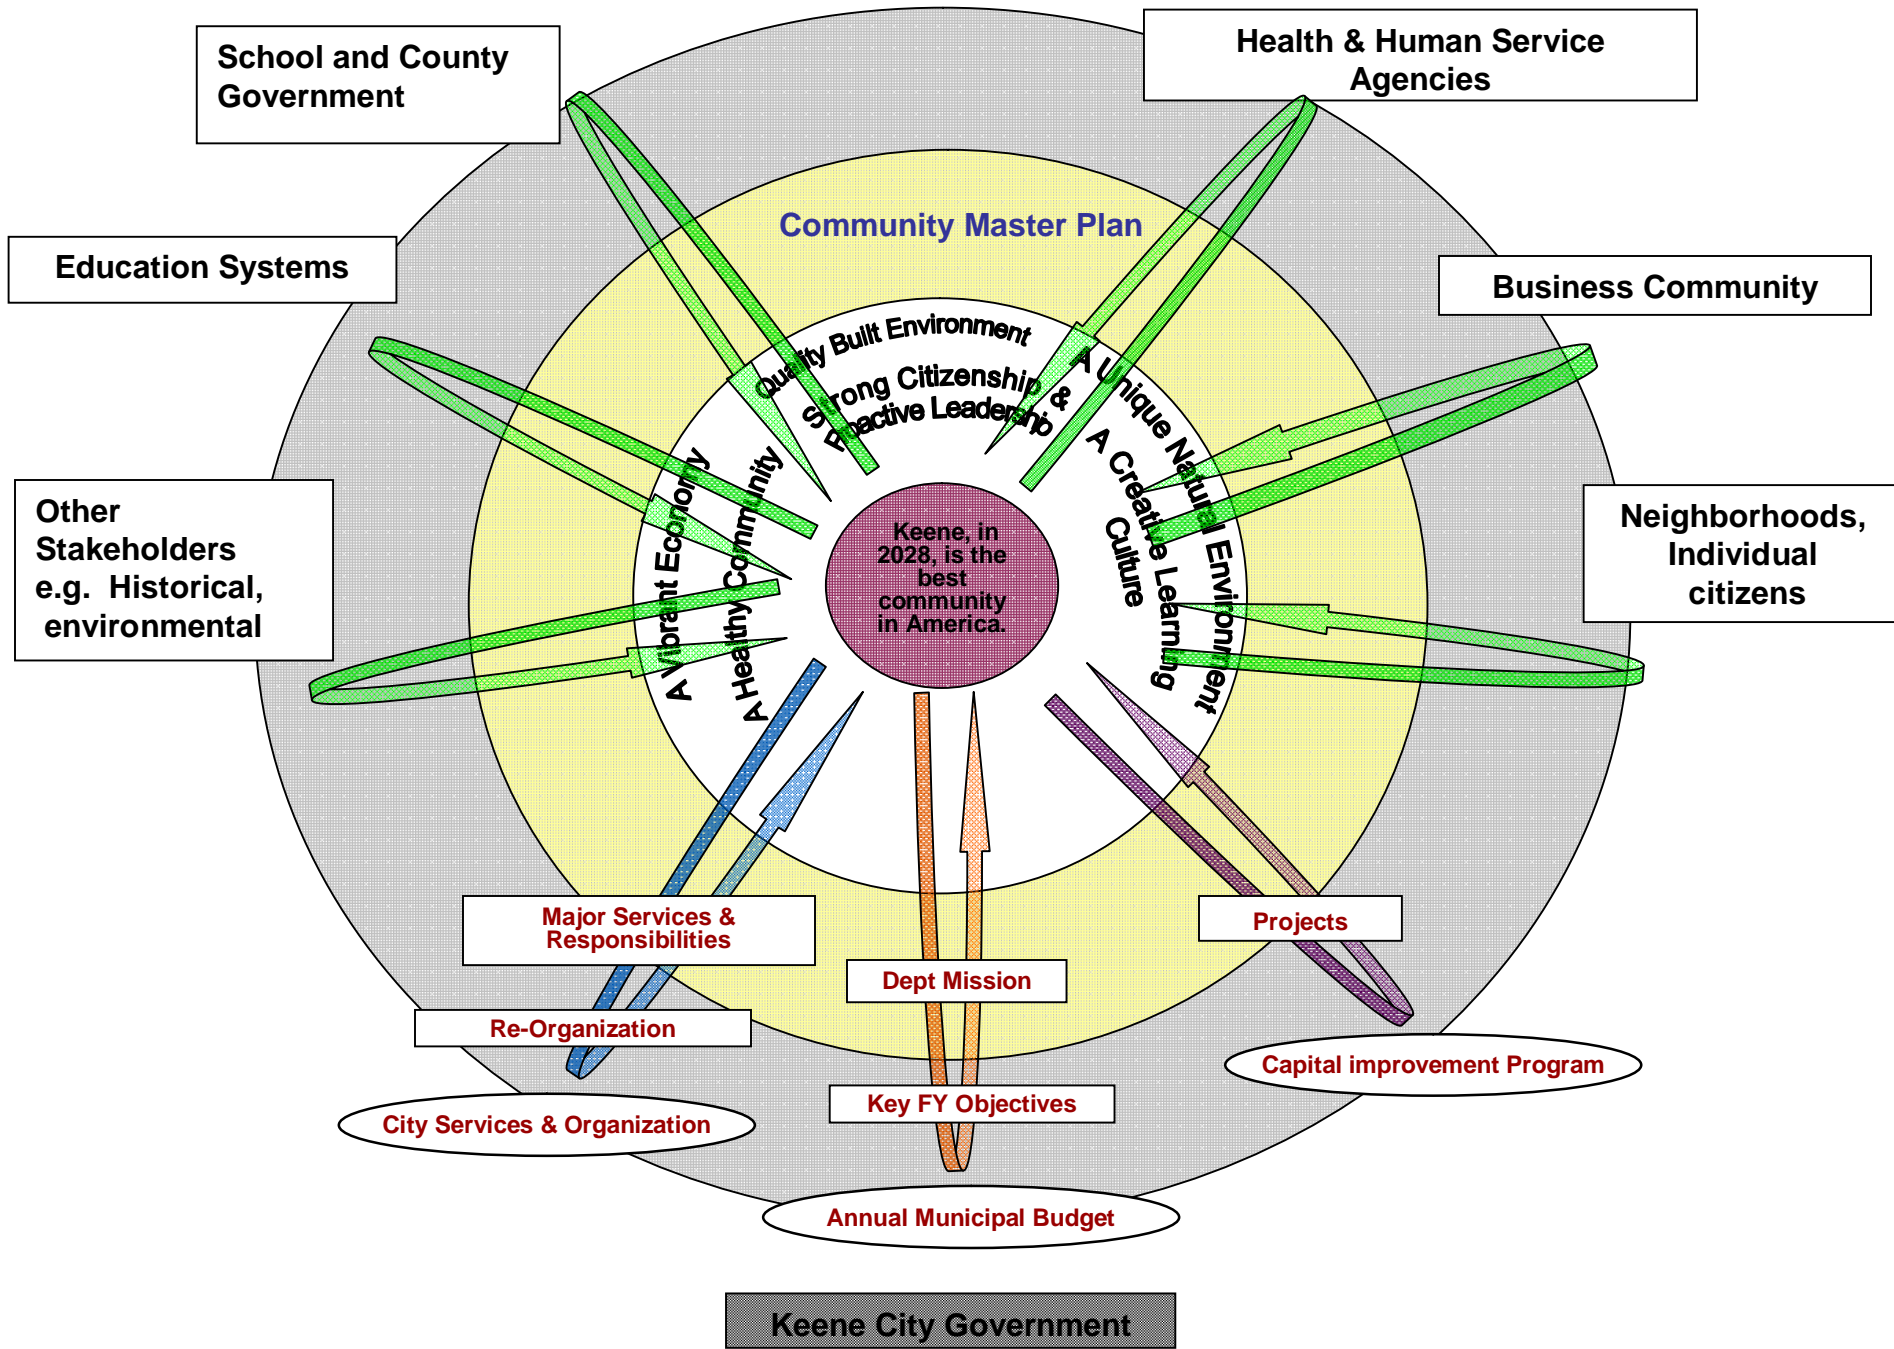 School and County
Government
Health & Human Service
Agencies
Community Master Plan
Education Systems
Business Community
Quality Built Environment
Strong Citizenship &
Proactive Leadership
A Unique Natural Environment
A Creative Learning
Culture
A Vibrant Economy
A Healthy Community
Other
Stakeholders
e.g. Historical,
environmental
Keene, in
2028, is the
best
community
in America.
Neighborhoods,
Individual
citizens
Major Services &
Responsibilities
Projects
Dept Mission
Re-Organization
Capital improvement Program
Key FY Objectives
City Services & Organization
Annual Municipal Budget
Keene City Government